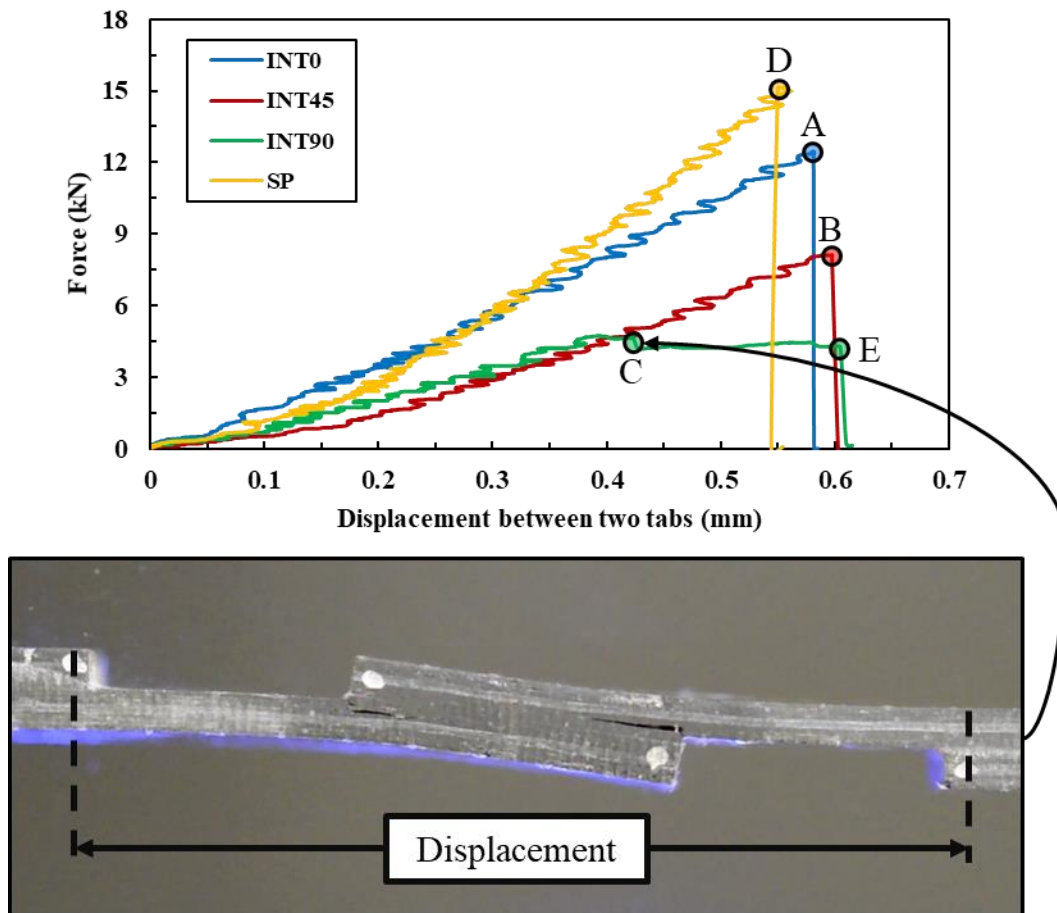 18
15
12
9
6
3
0
Force (kN)
INT0
INT45
INT90
SP
D
A
B
C
E
0 0.1 0.2 0.3 0.4 0.5 0.6 0.7
Displacement between two tabs (mm)
Displacement